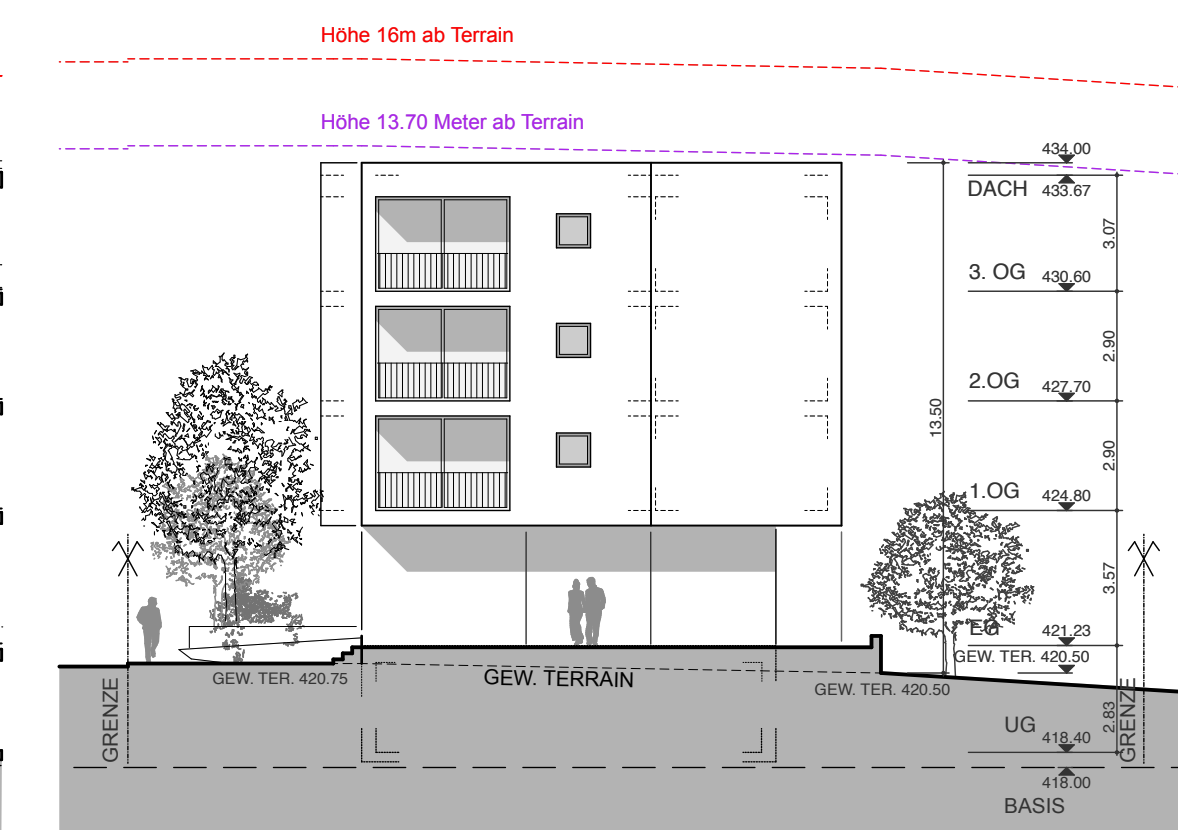 Höhe 16m ab Terrain
Höhe 13.70 Meter ab Terrain
434.00
DACH 433.67
3.07
3. OG 430.60
2.90
2.OG 427.70
13.50
2.90
1.OG 424.80
3.57
EG 421.23
GEW. TER. 420.50
GEW. TER. 420.75
GEW. TERRAIN
GEW. TER. 420.50
GRENZE
2.83
GRENZE
UG 418.40
418.00
BASIS